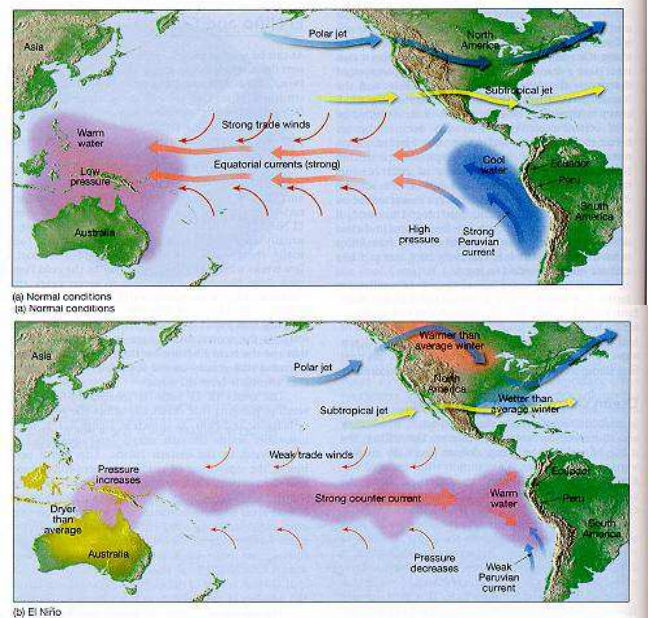 Asia
Polar jet
North
America
Subtropical jet
Strong trade winds
Warm
water
Equatorial currents (strong)
Low
pressure
Cool
water
Ecuador
Peru
South
America
Australia
High
pressure
Strong
Peruvian
current
(a) Normal conditions
(a) Normal conditions
Warmer than
average winter
Asia
Polar jet
North
America
Wetter than
average winter
Subtropical jet
Weak trade winds
Pressure
increases
Ecuador
Strong counter current
Warm
water
Peru
Dryer
than
average
South
America
Australia
Pressure
decreases
Weak
Peruvian
current
(b) El Niño